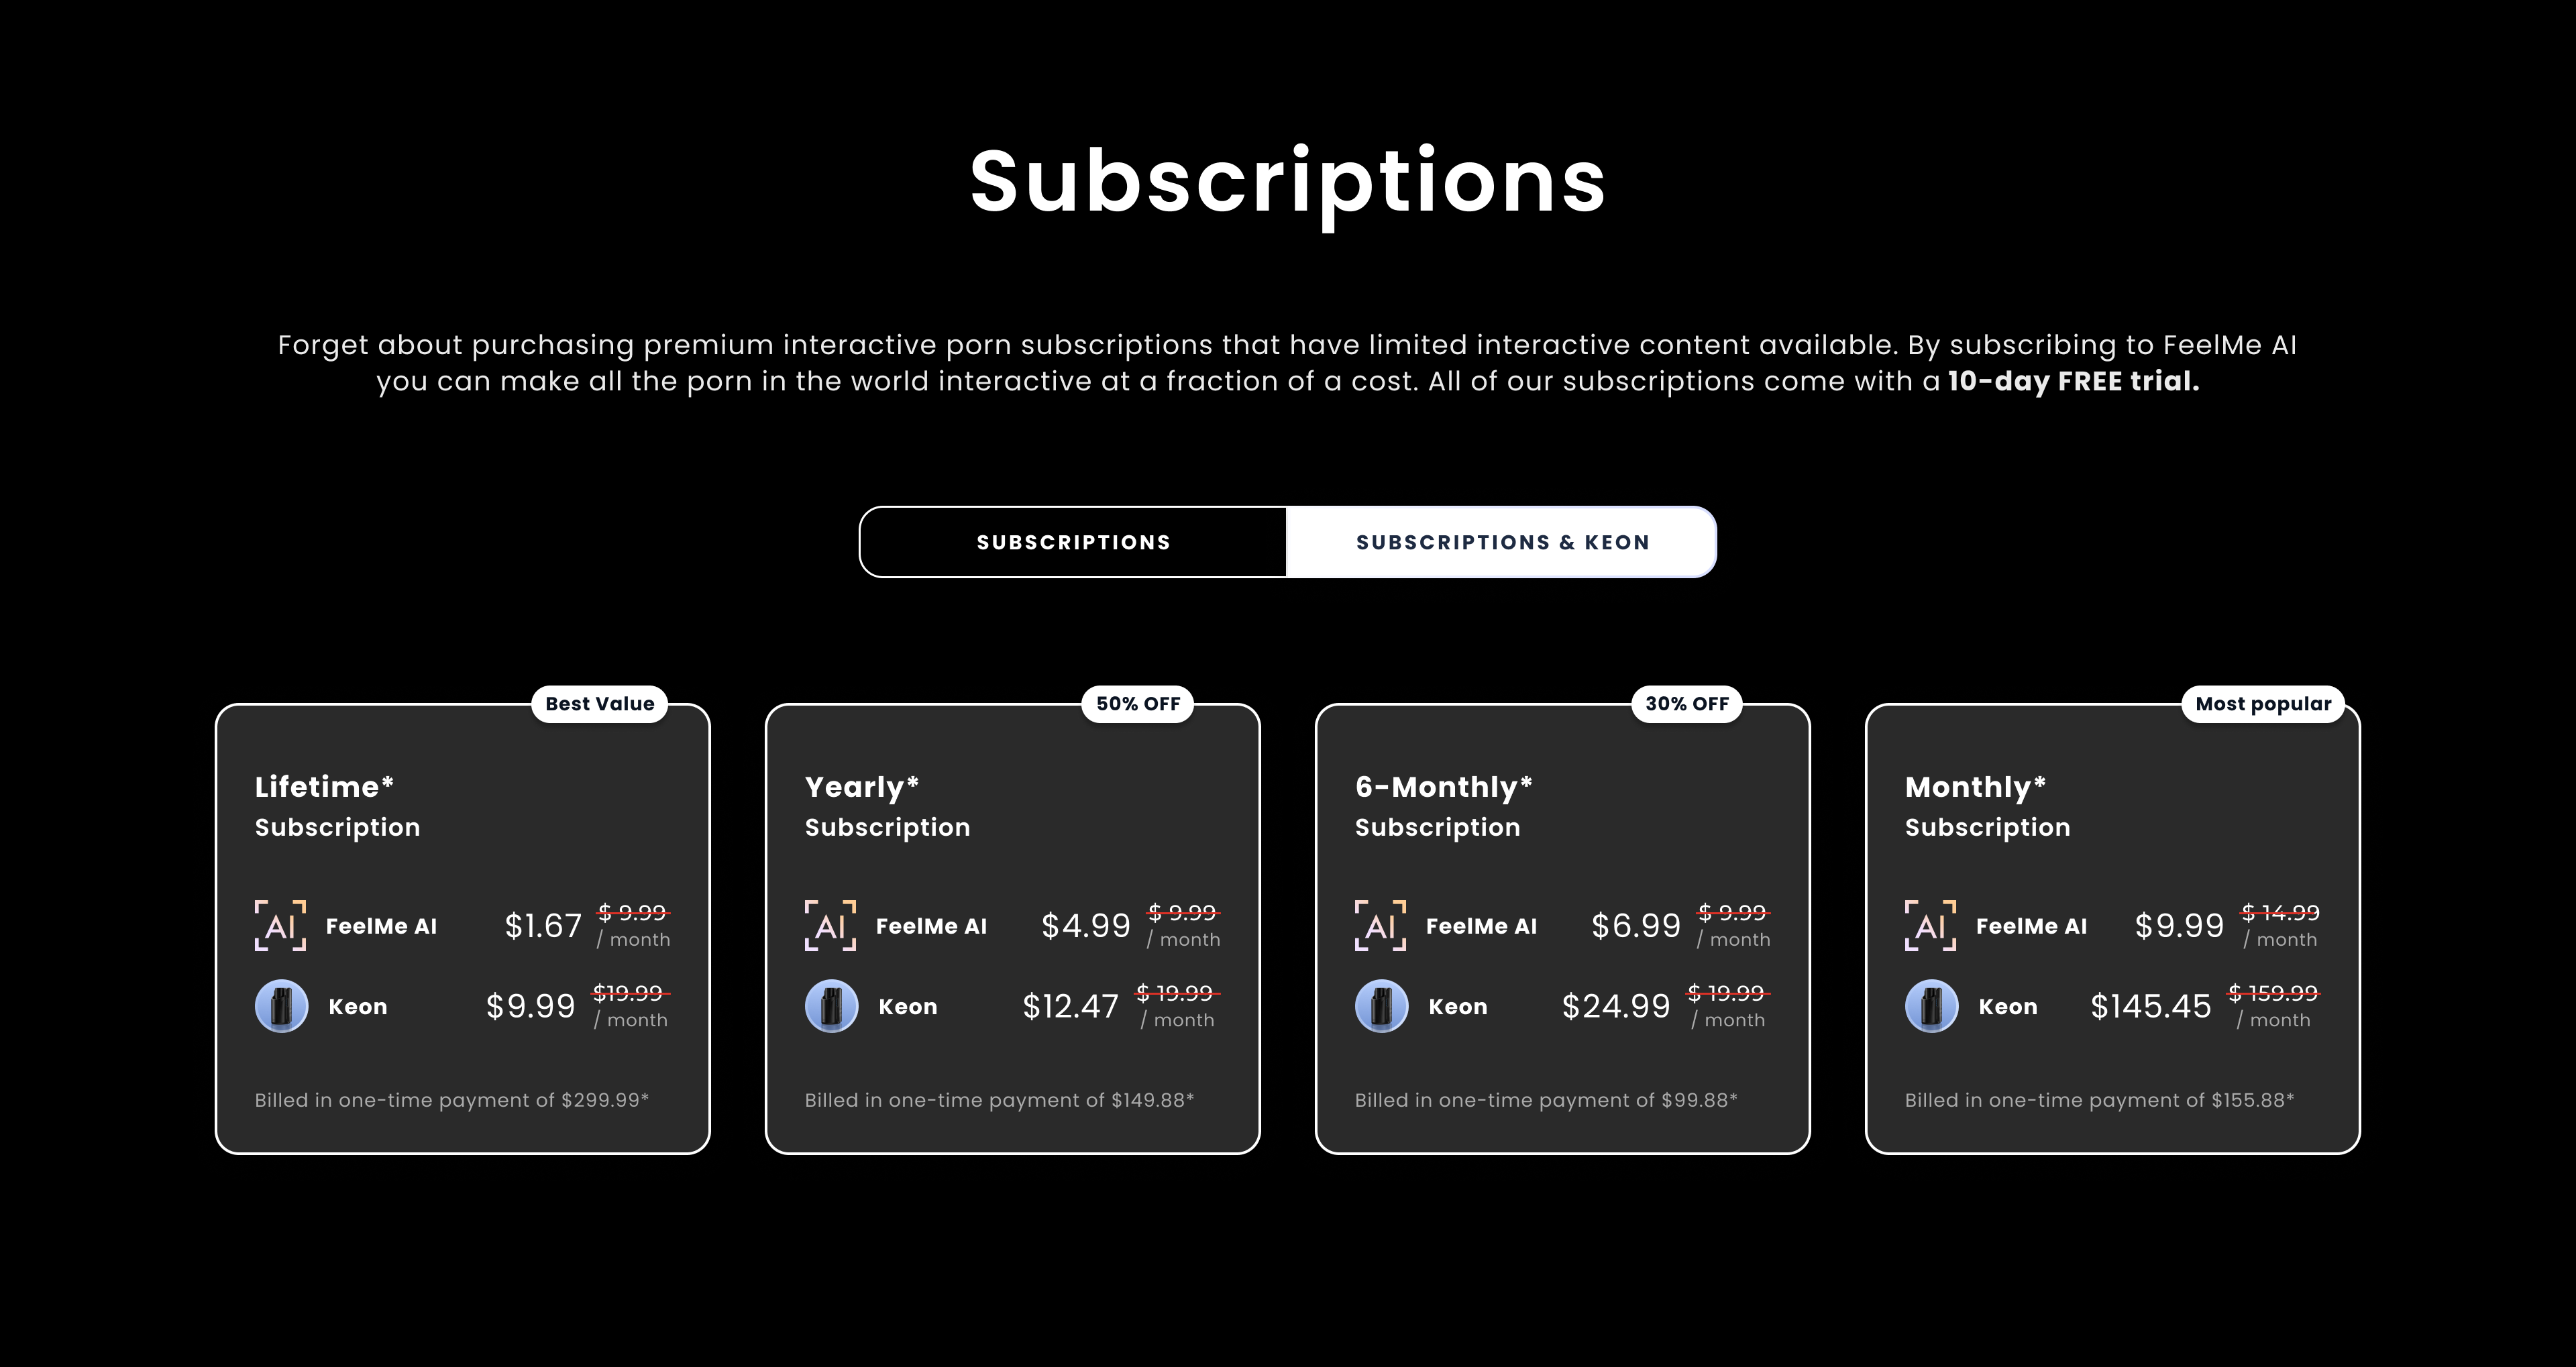 Subscriptions
Forget about purchasing premium interactive porn subscriptions that have limited interactive content available. By subscribing to FeelMe AI
you can make all the porn in the world interactive at a fraction of a cost. All of our subscriptions come with a 10-day FREE trial.
SUBSCRIPTIONS
SUBSCRIPTIONS & KEON
Best Value
Lifetime*
Subscription
AI FeelMe AI $1.67 $ 9.99
/ month
Keon $9.99 $19.99
/ month
Billed in one-time payment of $299.99*
50% OFF
Yearly*
Subscription
AI FeelMe AI $4.99 $ 9.99
/ month
Keon $12.47 $ 19.99
/ month
Billed in one-time payment of $149.88*
30% OFF
6-Monthly*
Subscription
AI FeelMe AI $6.99 $ 9.99
/ month
Keon $24.99 $ 19.99
/ month
Billed in one-time payment of $99.88*
Most popular
Monthly*
Subscription
AI FeelMe AI $9.99 $ 14.99
/ month
Keon $145.45 $ 159.99
/ month
Billed in one-time payment of $155.88*